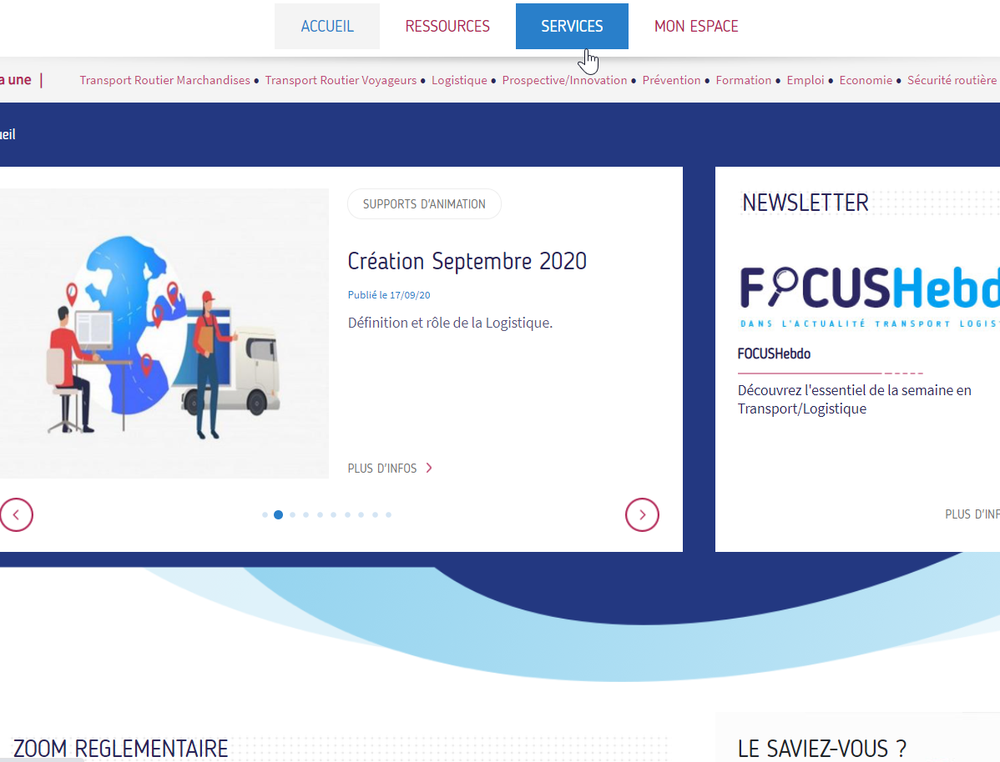 ACCUEIL RESSOURCES SERVICES MON ESPACE
a une | Transport Routier Marchandises • Transport Routier Voyageurs • Logistique • Prospective/Innovation • Prévention • Formation • Emploi • Economie • Sécurité routière
ueil
SUPPORTS D'ANIMATION
Création Septembre 2020
Publié le 17/09/20
Définition et rôle de la Logistique.
PLUS D'INFOS
NEWSLETTER
FOCUSHebd
DANS L'ACTUALITÉ TRANSPORT LOGIS
FOCUSHebdo
Découvrez l'essentiel de la semaine en
Transport/Logistique
PLUS D'INF
ZOOM REGLEMENTAIRE
LE SAVIEZ-VOUS ?